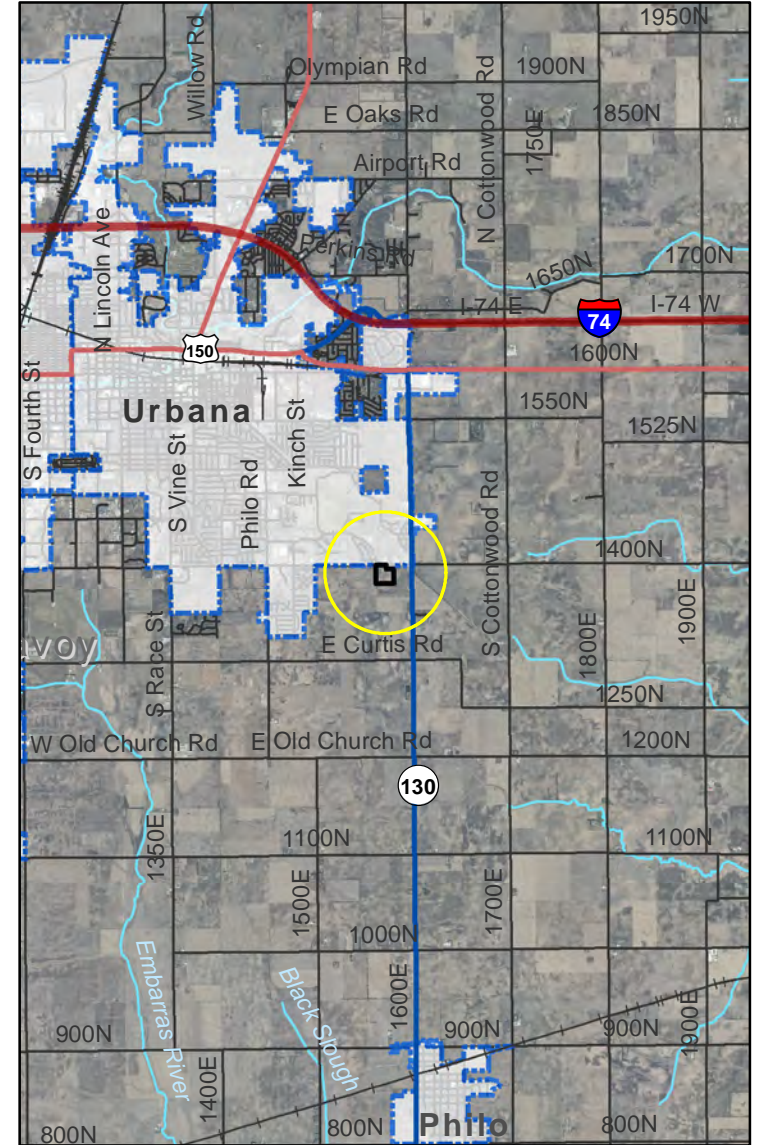 1950N
Willow Rd
Olympian Rd
N Cottonwood Rd
1900N
E Oaks Rd
1850N
1750E
Airport Rd
N Lincoln Ave
Perkins Rd
1700N
1650N
I-74 E
74
I-74 W
150
1600N
S Fourth St
Urbana
Kinch St
1550N
1525N
S Vine St
Philo Rd
S Cottonwood Rd
1400N
1900E
1800E
S Race St
E Curtis Rd
avoy
1250N
W Old Church Rd
E Old Church Rd
1200N
130
1350E
1100N
1100N
1500E
1700E
1000N
Embarras River
Black Slough
1600E
1900E
900N
900N
900N
1400E
800N
800N
Philo
800N